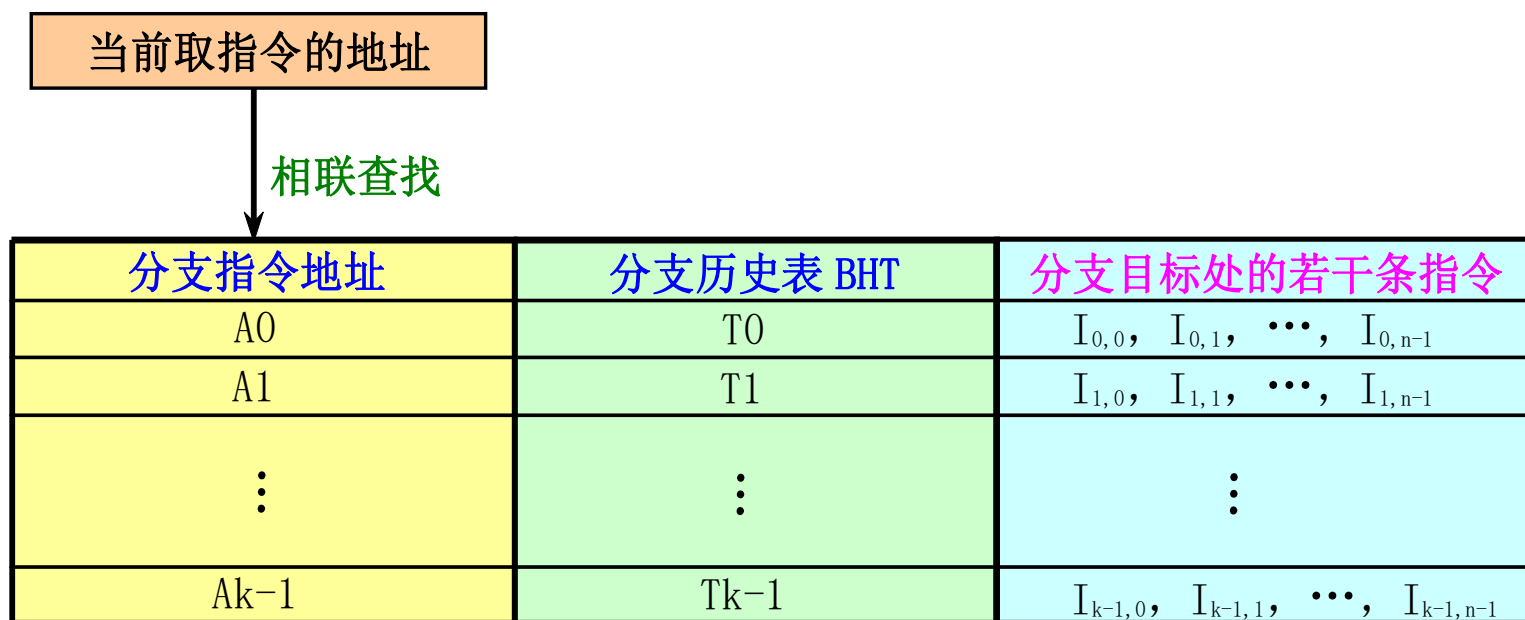 当前取指令的地址
相联查找
分支指令地址 分支历史表 BHT 分支目标处的若干条指令
A0 T0 I0,0, I0,1, …, I0,n-1
A1 T1 I1,0, I1,1, …, I1,n-1
⋮ ⋮ ⋮
Ak-1 Tk-1 Ik-1,0, Ik-1,1, …, Ik-1,n-1